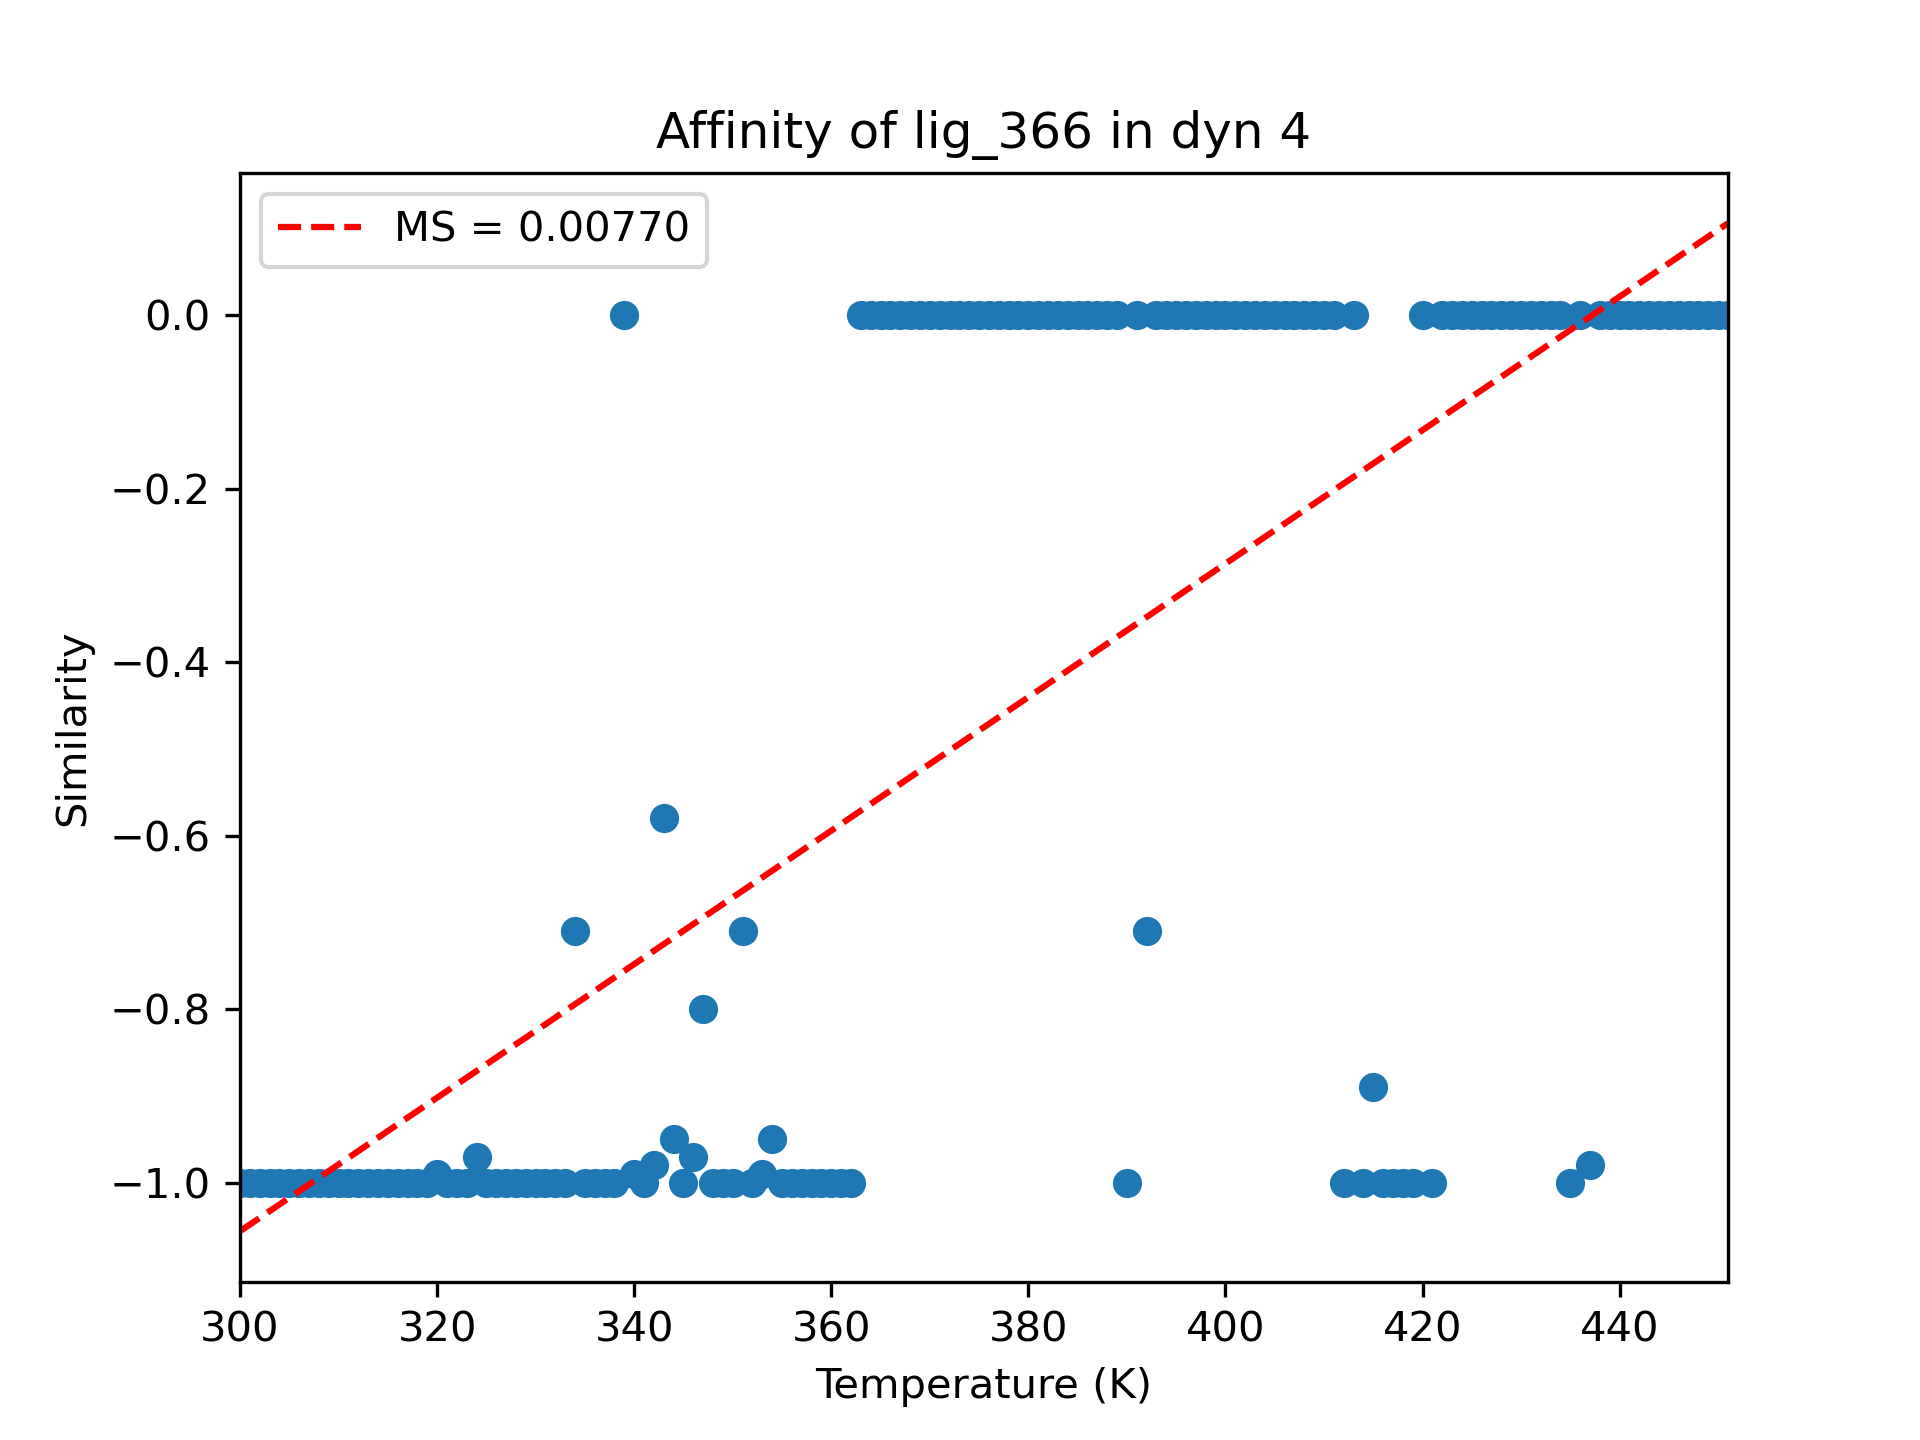 Affinity of lig_366 in dyn 4
MS = 0.00770
0.0
−0.2
−0.4
−0.6
−0.8
−1.0
Similarity
300 320 340 360 380 400 420 440
Temperature (K)